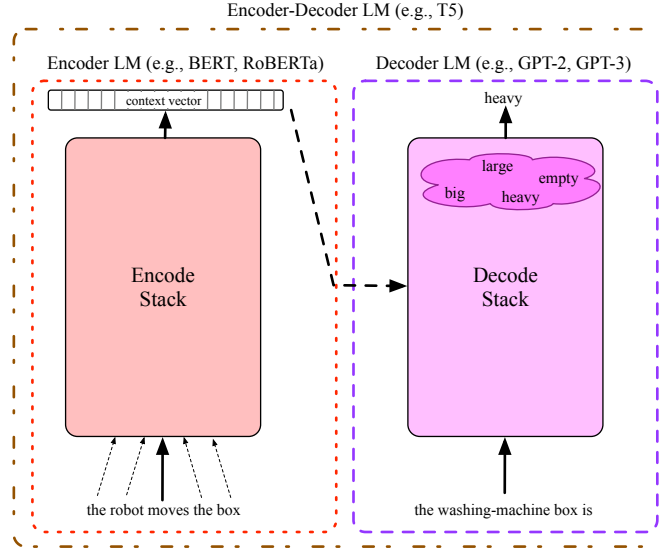 Encoder-Decoder LM (e.g., T5)
Encoder LM (e.g., BERT, RoBERTa)
Decoder LM (e.g., GPT-2, GPT-3)
context vector
heavy
large
empty
big
heavy
Encode
Stack
Decode
Stack
the robot moves the box
the washing-machine box is